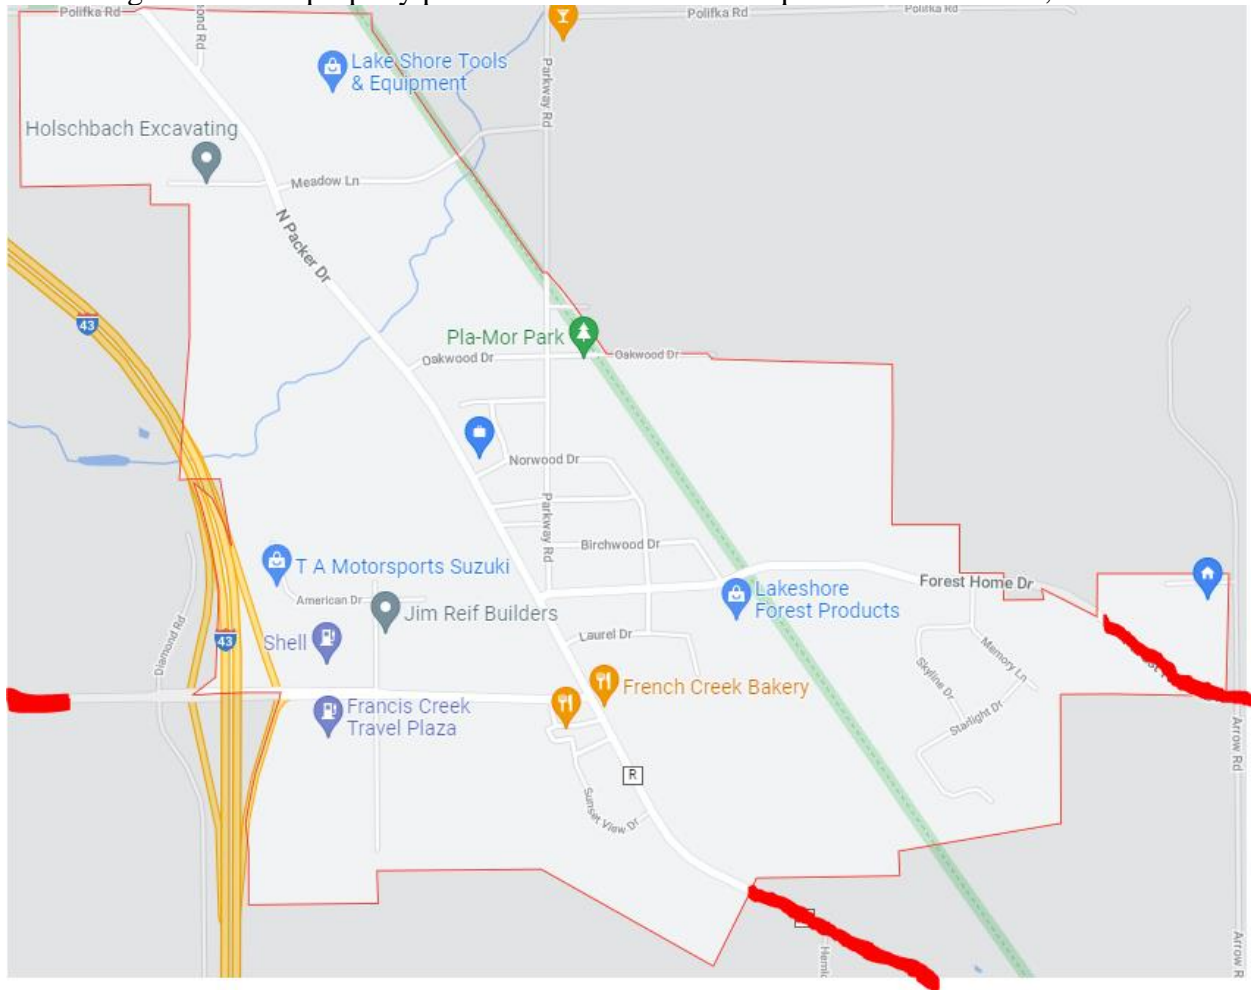 Polifka Rd
Polifka Rd
Polifka Rd
Parkway Rd
Lake Shore Tools
& Equipment
Holschbach Excavating
Meadow Ln
N Packer Dr
43
Pla-Mor Park
Oakwood Dr
Oakwood Dr
Norwood Dr
Parkway Rd
Birchwood Dr
T A Motorsports Suzuki
Forest Home Dr
Lakeshore
Forest Products
American Dr
Jim Reif Builders
Laurel Dr
Shell
43
Diamond Rd
Memory Ln
Skyline Dr
French Creek Bakery
Francis Creek
Travel Plaza
Starlight Dr
Arrow Rd
R
Sunset View Dr
Arrow R